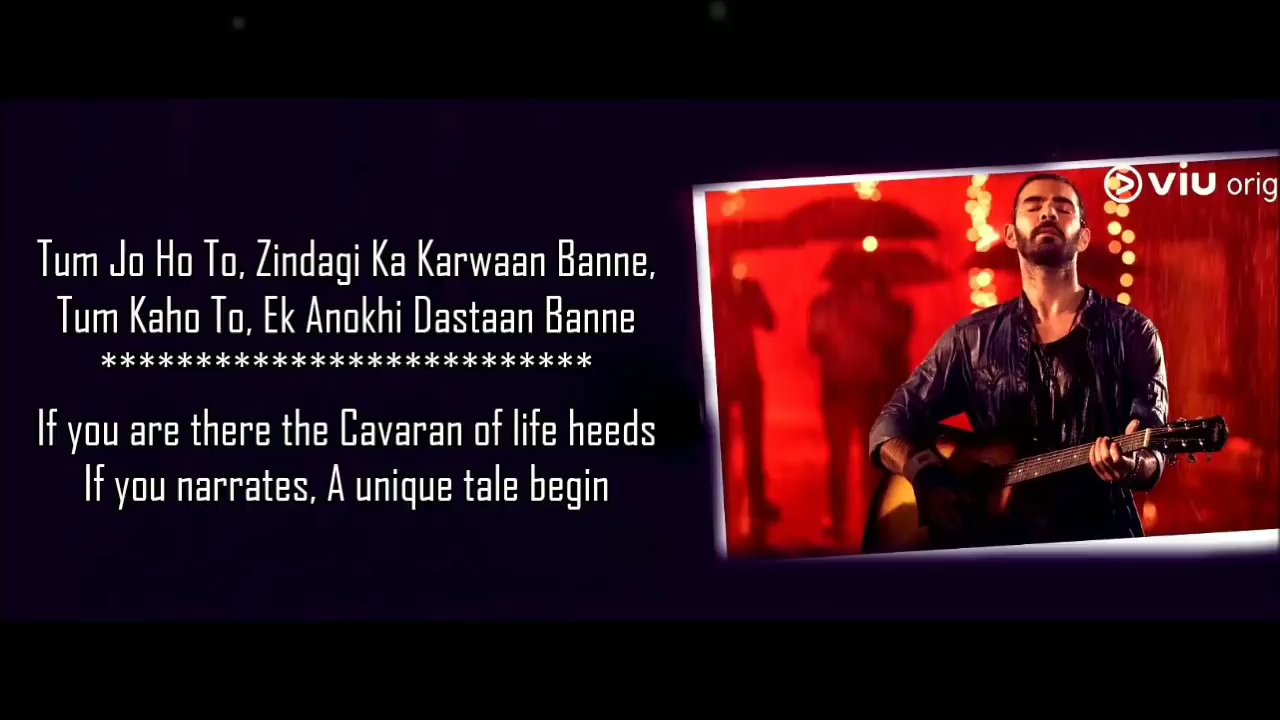 Tum Jo Ho To, Zindagi Ka Karwaan Banne,
Tum Kaho To, Ek Anokhi Dastaan Banne
**************************
If you are there the Cavaran of life heeds
If you narrates, A unique tale begin
viu orig